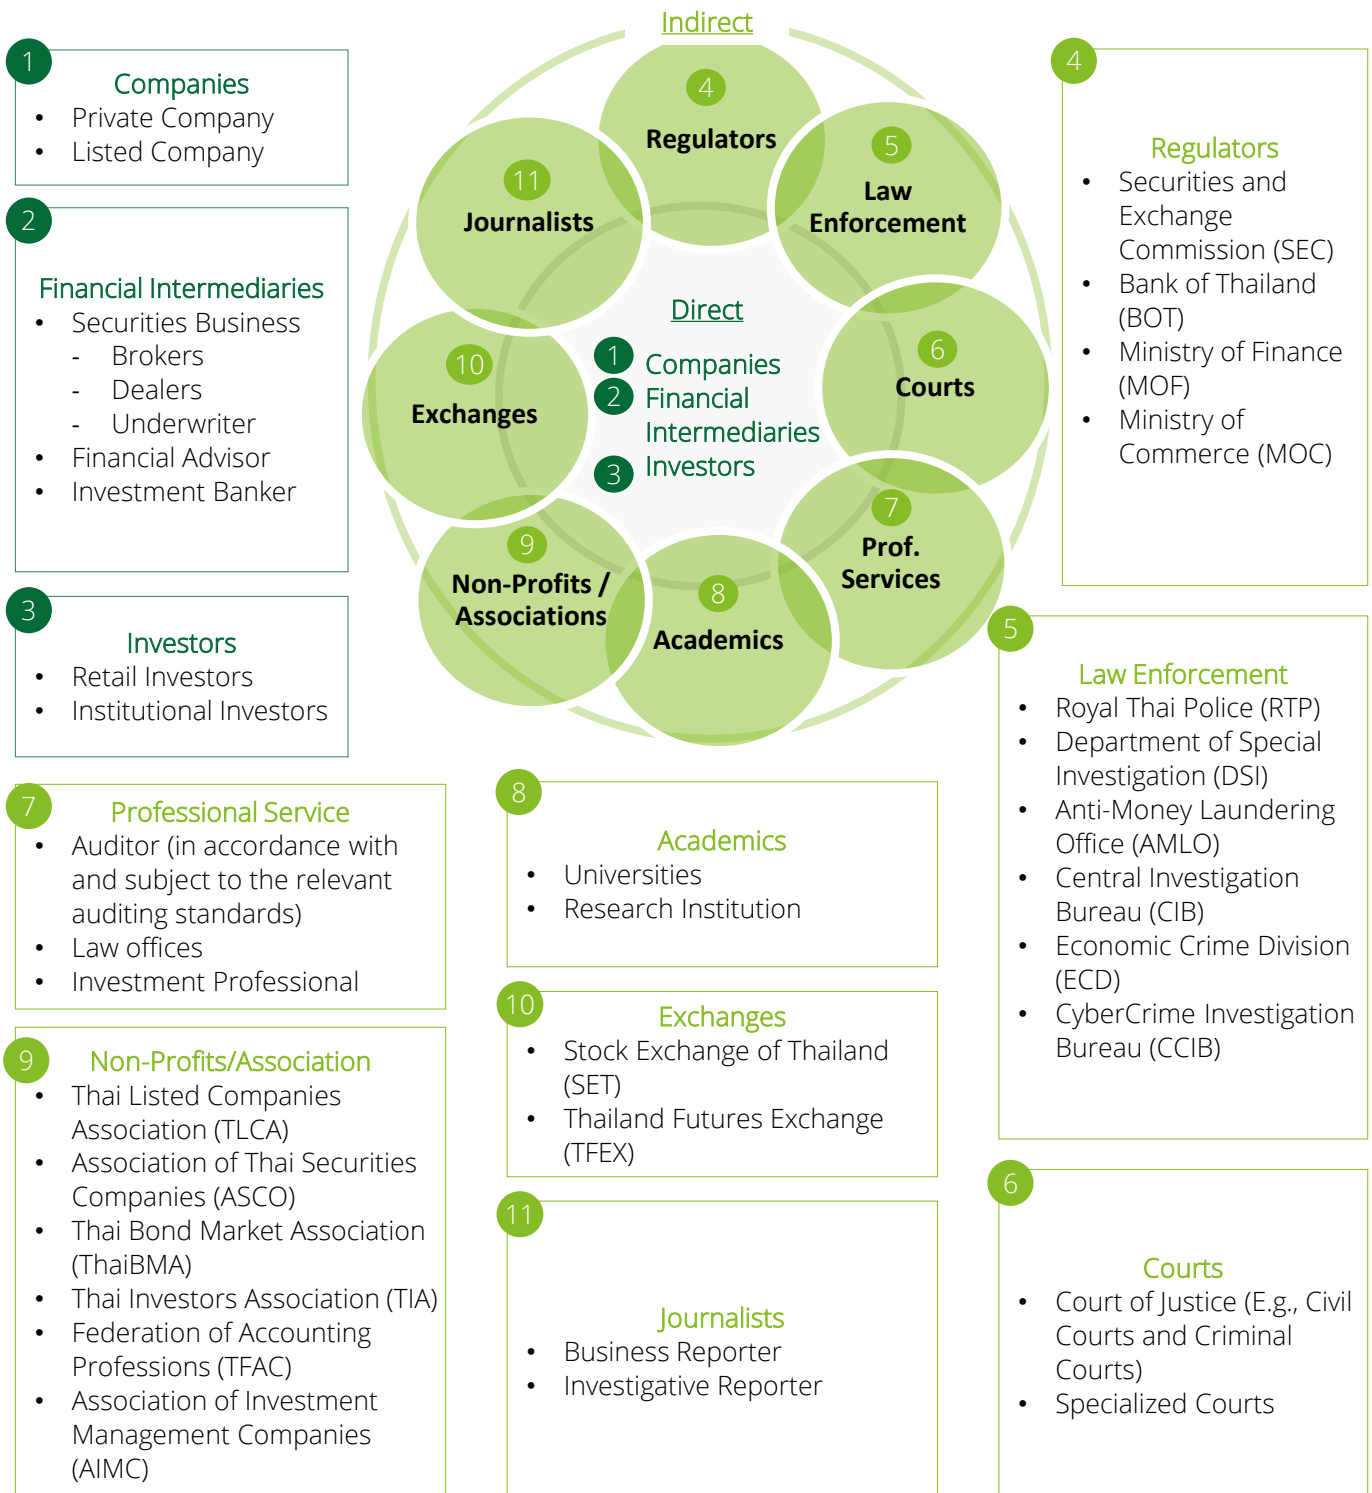 Indirect
4
Regulators
5
Law
Enforcement
6
Courts
7
Prof.
Services
8
Academics
9
Non-Profits /
Associations
10
Exchanges
11
Journalists
Direct
1 Companies
2 Financial
Intermediaries
3 Investors
1
Companies
• Private Company
• Listed Company
2
Financial Intermediaries
• Securities Business
- Brokers
- Dealers
- Underwriter
• Financial Advisor
• Investment Banker
3
Investors
• Retail Investors
• Institutional Investors
4
Regulators
• Securities and
Exchange
Commission (SEC)
• Bank of Thailand
(BOT)
• Ministry of Finance
(MOF)
• Ministry of
Commerce (MOC)
5
Law Enforcement
• Royal Thai Police (RTP)
• Department of Special
Investigation (DSI)
• Anti-Money Laundering
Office (AMLO)
• Central Investigation
Bureau (CIB)
• Economic Crime Division
(ECD)
• CyberCrime Investigation
Bureau (CCIB)
6
Courts
• Court of Justice (E.g., Civil
Courts and Criminal
Courts)
• Specialized Courts
7
Professional Service
• Auditor (in accordance with
and subject to the relevant
auditing standards)
• Law offices
• Investment Professional
8
Academics
• Universities
• Research Institution
9
Non-Profits/Association
• Thai Listed Companies
Association (TLCA)
• Association of Thai Securities
Companies (ASCO)
• Thai Bond Market Association
(ThaiBMA)
• Thai Investors Association (TIA)
• Federation of Accounting
Professions (TFAC)
• Association of Investment
Management Companies
(AIMC)
10
Exchanges
• Stock Exchange of Thailand
(SET)
• Thailand Futures Exchange
(TFEX)
11
Journalists
• Business Reporter
• Investigative Reporter